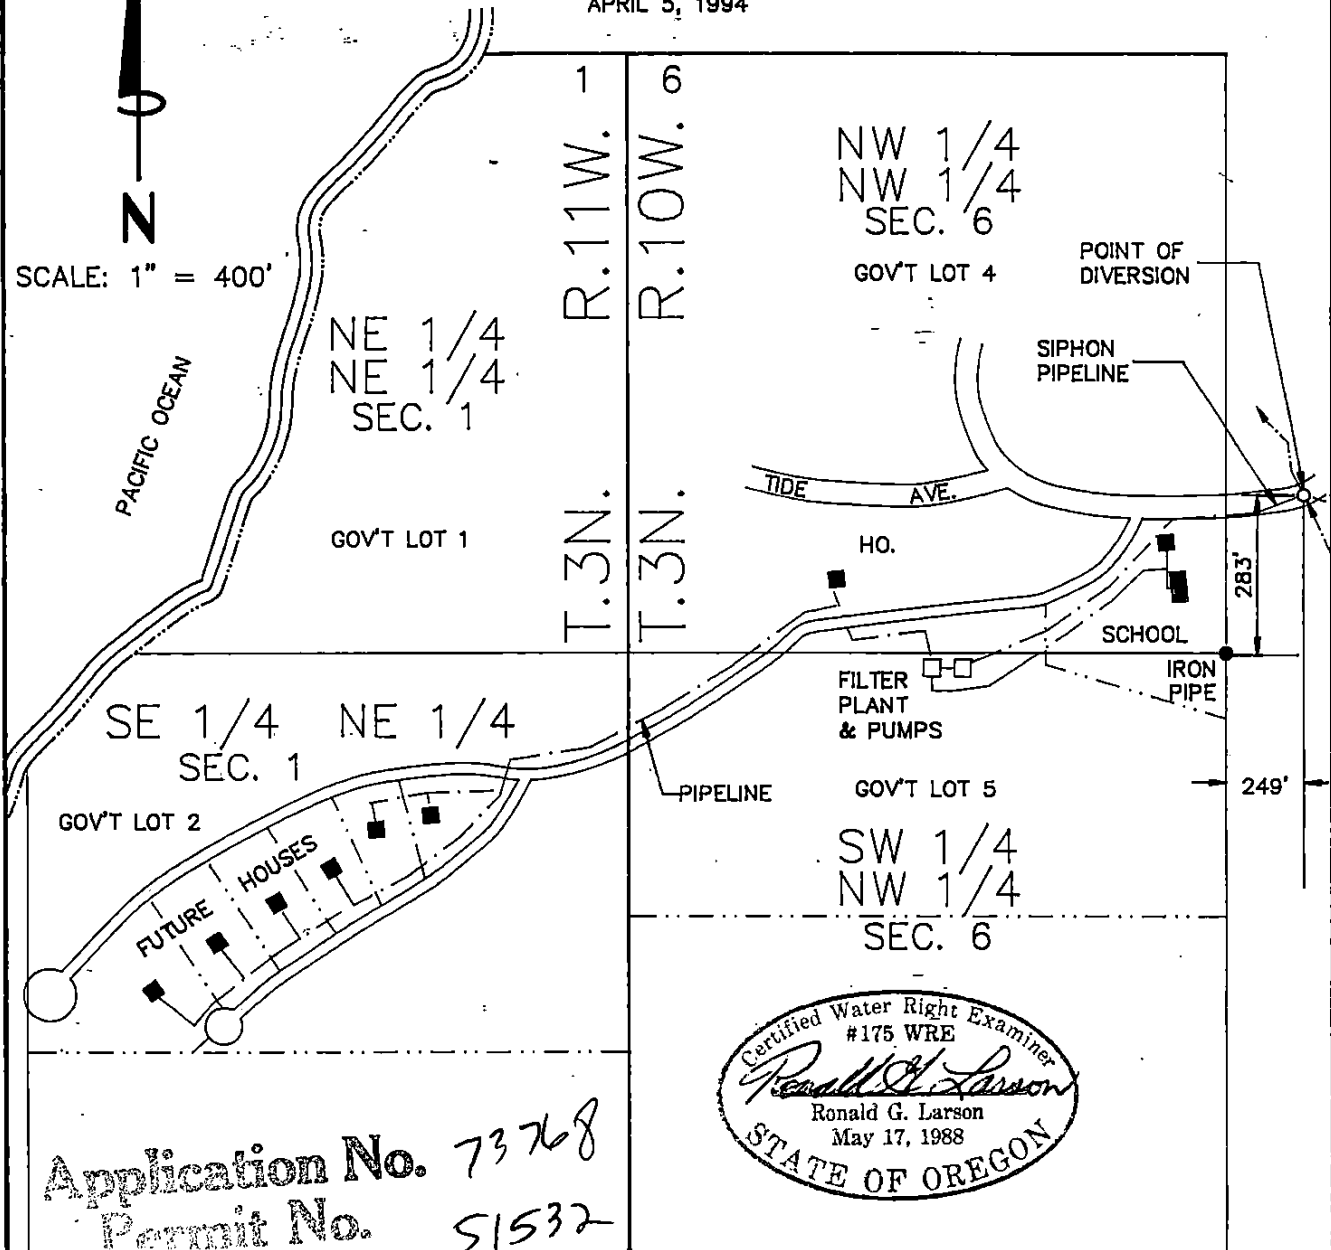 APRIL 5, 1994
1
6
R.11W.
R.10W.
T.3N.
T.3N.
NW 1/4
NW 1/4
SEC. 6
GOV'T LOT 4
POINT OF
DIVERSION
SIPHON
PIPELINE
N
SCALE: 1" = 400'
NE 1/4
NE 1/4
SEC. 1
PACIFIC OCEAN
GOV'T LOT 1
TIDE AVE.
HO.
283'
SCHOOL
IRON
PIPE
FILTER
PLANT
& PUMPS
SE 1/4 NE 1/4
SEC. 1
GOV'T LOT 2
PIPELINE
GOV'T LOT 5
249'
SW 1/4
NW 1/4
SEC. 6
FUTURE HOUSES
Certified Water Right Examiner
#175 WRE
Ronald G. Larson
Ronald G. Larson
May 17, 1988
STATE OF OREGON
Application No. 73768
Permit No. 51532